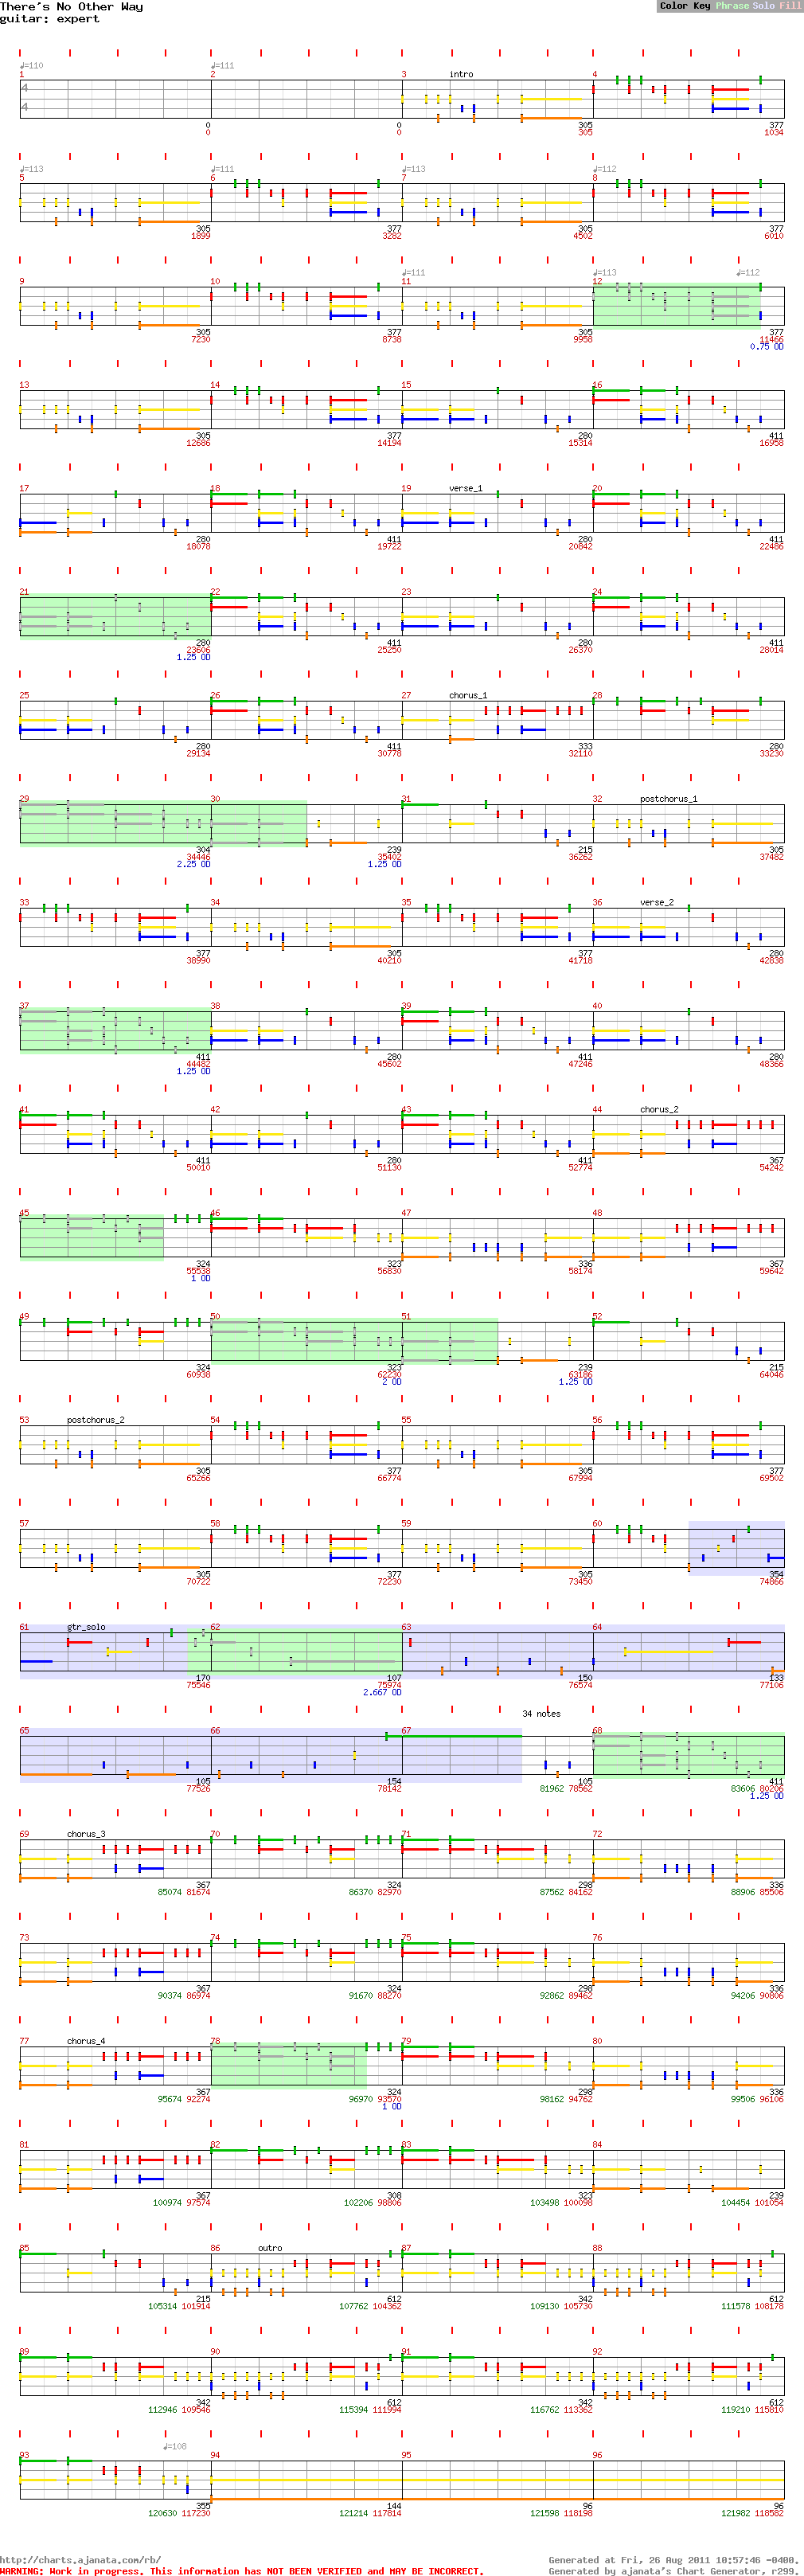 There's No Other Way
guitar: expert
Color Key Phrase Solo Fill
♩=110 ♩=111
1 2 3 intro 4
4
4
0 0 305 377
0 0 305 1034
♩=113 ♩=111 ♩=113 ♩=112
5 6 7 8
305 377 305 377
1899 3282 4502 6010
♩=111 ♩=113 ♩=112
9 10 11 12
305 377 305 377
7230 8738 9958 11466
0.75 OD
13 14 15 16
305 377 280 411
12686 14194 15314 16958
17 18 19 verse_1 20
280 411 280 411
18078 19722 20842 22486
21 22 23 24
280 411 280 411
23606 25250 26370 28014
1.25 OD
25 26 27 chorus_1 28
280 411 333 280
29134 30778 32110 33230
29 30 31 32 postchorus_1
304 239 215 305
34446 35402 36262 37482
2.25 OD 1.25 OD
33 34 35 36 verse_2
377 305 377 280
38990 40210 41718 42838
37 38 39 40
411 280 411 280
44482 45602 47246 48366
1.25 OD
41 42 43 44 chorus_2
411 280 411 367
50010 51130 52774 54242
45 46 47 48
324 323 336 367
55538 56830 58174 59642
1 OD
49 50 51 52
324 323 239 215
60938 62230 63186 64046
2 OD 1.25 OD
53 postchorus_2 54 55 56
305 377 305 377
65266 66774 67994 69502
57 58 59 60
305 377 305 354
70722 72230 73450 74866
61 gtr_solo 62 63 64
170 107 150 133
75546 75974 76574 77106
2.667 OD
34 notes
65 66 67 68
105 154 105 411
77526 78142 81962 78562 83606 80206
1.25 OD
69 chorus_3 70 71 72
367 324 298 336
85074 81674 86370 82970 87562 84162 88906 85506
73 74 75 76
367 324 298 336
90374 86974 91670 88270 92862 89462 94206 90806
77 chorus_4 78 79 80
367 324 298 336
95674 92274 96970 93570 98162 94762 99506 96106
1 OD
81 82 83 84
367 308 323 239
100974 97574 102206 98806 103498 100098 104454 101054
85 86 outro 87 88
215 612 342 612
105314 101914 107762 104362 109130 105730 111578 108178
89 90 91 92
342 612 342 612
112946 109546 115394 111994 116762 113362 119210 115810
♩=108
93 94 95 96
355 144 96 96
120630 117230 121214 117814 121598 118198 121982 118582
http://charts.ajanata.com/rb/ Generated at Fri, 26 Aug 2011 10:57:46 -0400.
WARNING: Work in progress. This information has NOT BEEN VERIFIED and MAY BE INCORRECT. Generated by ajanata's Chart Generator, r299.